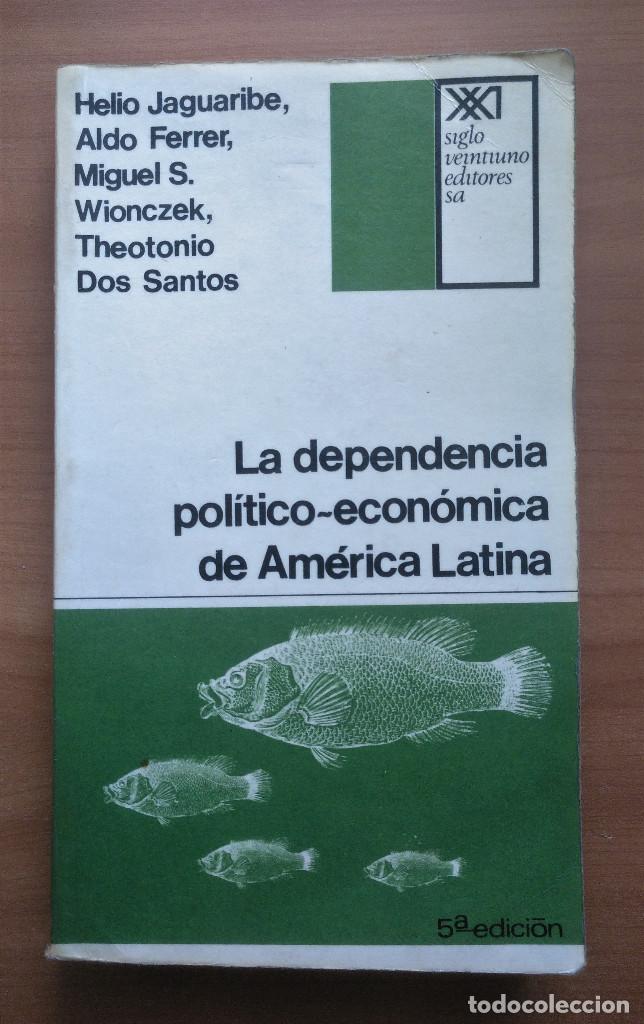 Helio Jaguaribe,
Aldo Ferrer,
Miguel S.
Wionczek,
Theotonio
Dos Santos
XXI
siglo
veintiuno
editores
sa
La dependencia
político-económica
de América Latina
5ª edición
todocoleccion